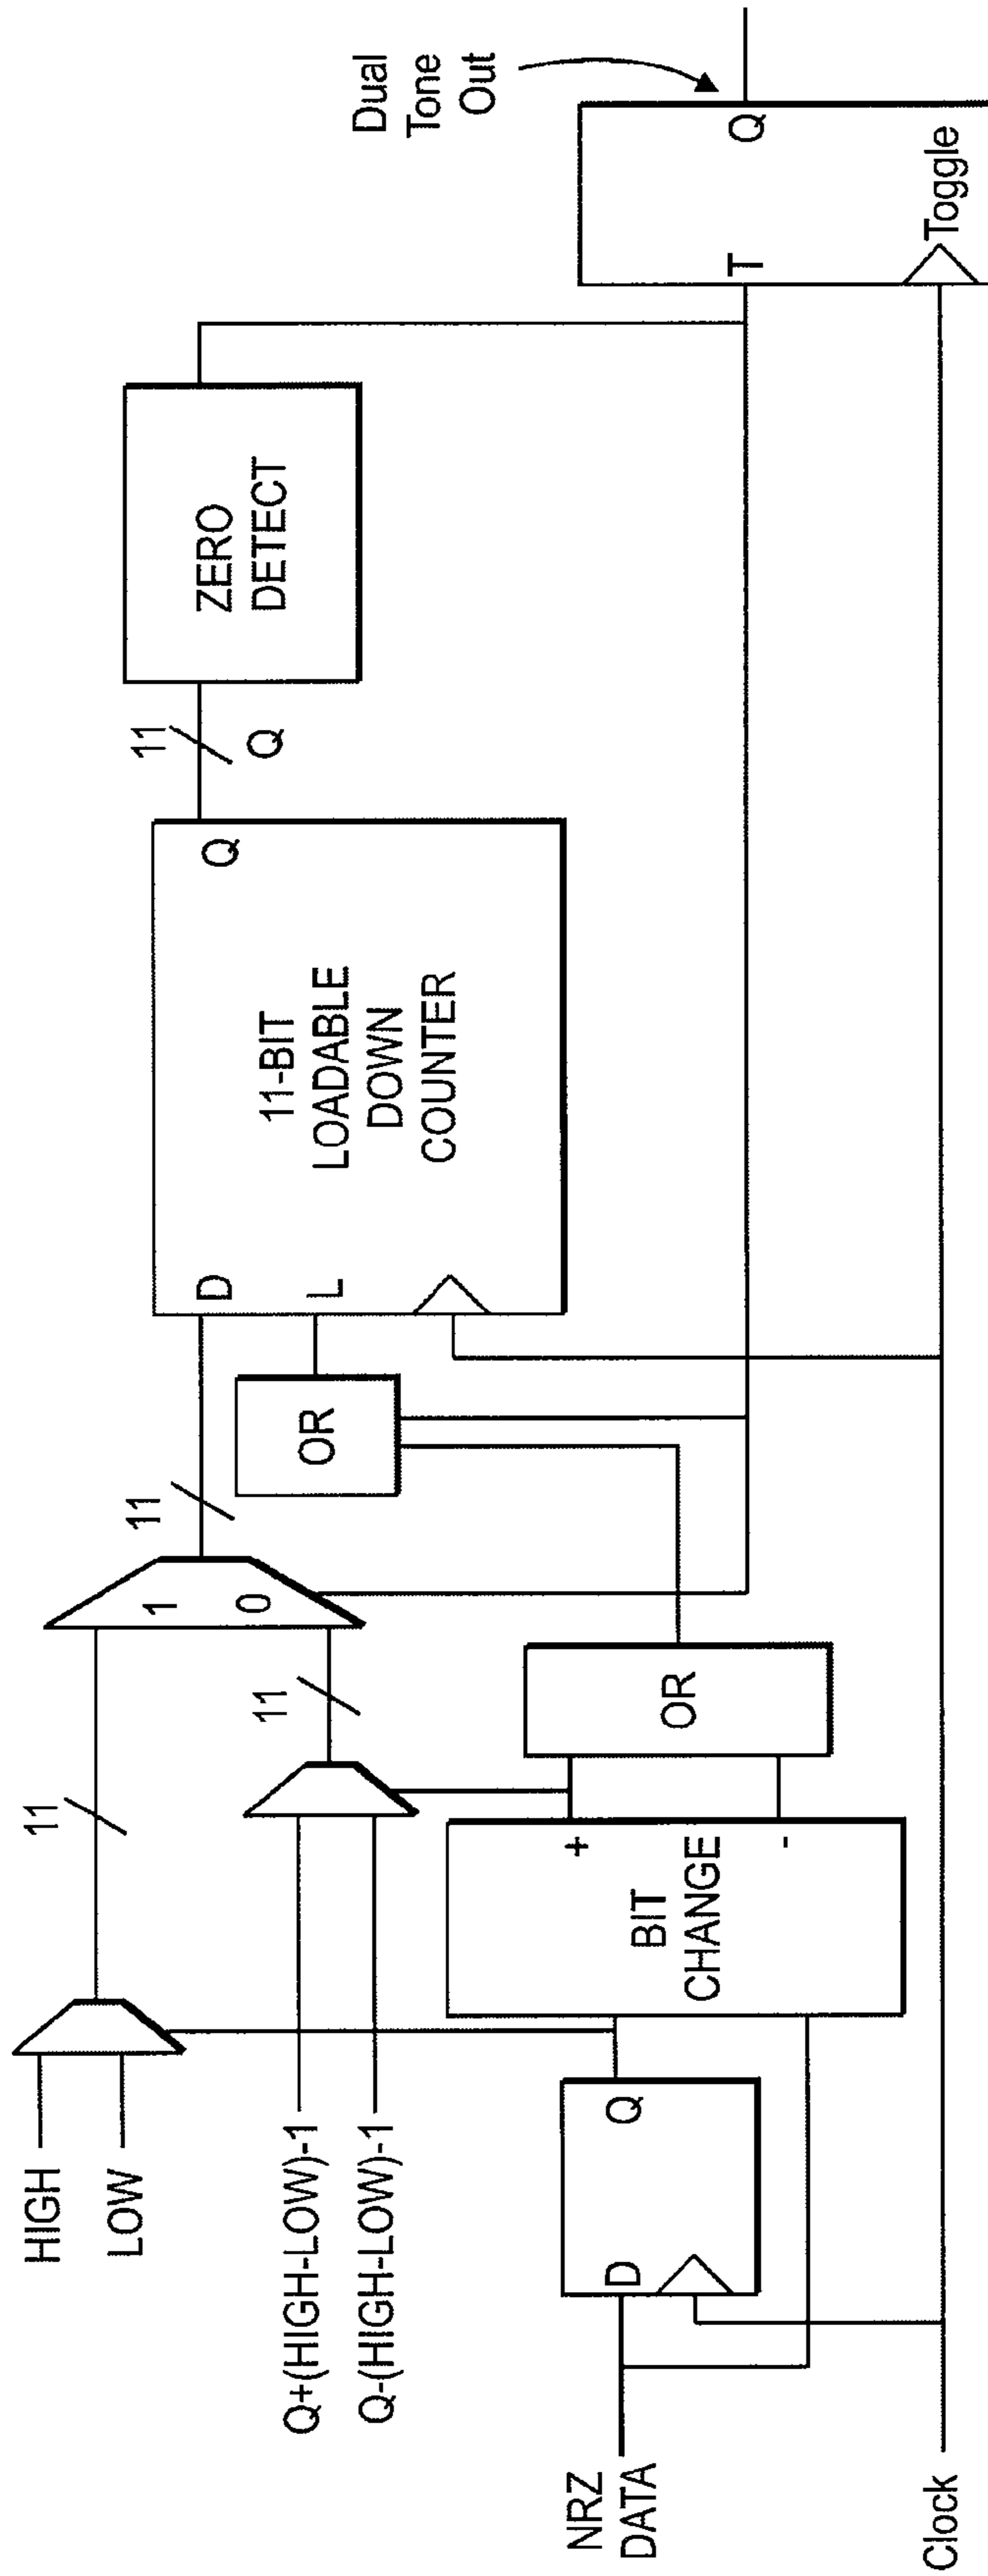 HIGH
LOW
11
Q+(HIGH-LOW)-1
Q-(HIGH-LOW)-1
11
1
0
11
D
L
Q
11-BIT
LOADABLE
DOWN
COUNTER
OR
11
Q
ZERO
DETECT
Dual
Tone
Out
NRZ
DATA
D
Q
BIT
CHANGE
+
-
OR
T
Q
Toggle
Clock